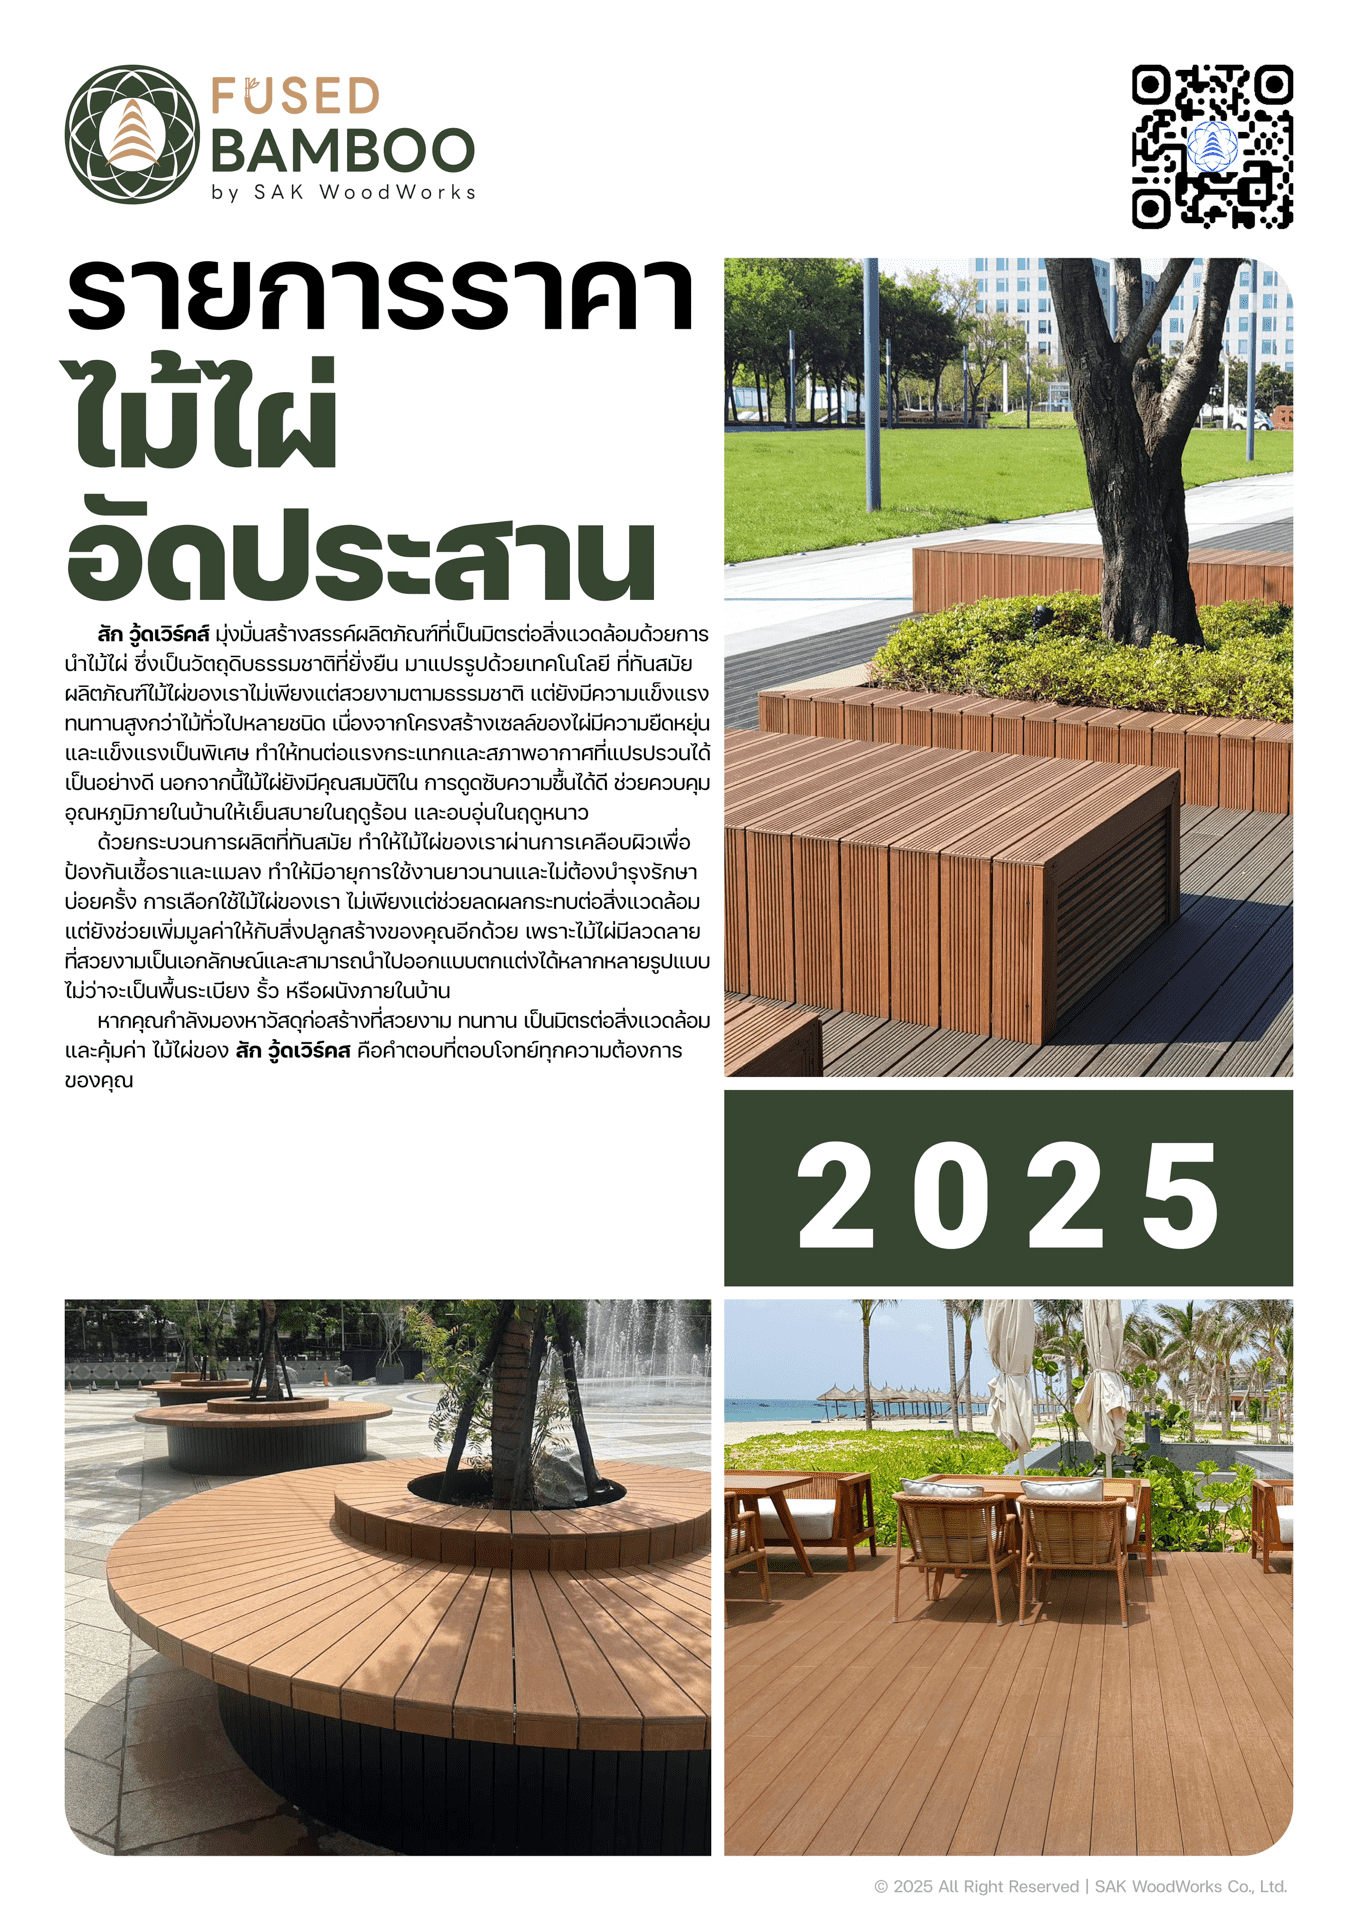 FUSED
BAMBOO
by SAK WoodWorks
รายการราคา
ไม้ไผ่
อัดประสาน
สัก วู้ดเวิร์คส์ มุ่งมั่นสร้างสรรค์ผลิตภัณฑ์ที่เป็นมิตรต่อสิ่งแวดล้อมด้วยการ
นำไม้ไผ่ ซึ่งเป็นวัตถุดิบธรรมชาติที่ยั่งยืน มาแปรรูปด้วยเทคโนโลยี ที่ทันสมัย
ผลิตภัณฑ์ไม้ไผ่ของเราไม่เพียงแต่สวยงามตามธรรมชาติ แต่ยังมีความแข็งแรง
ทนทานสูงกว่าไม้ทั่วไปหลายชนิด เนื่องจากโครงสร้างเซลล์ของไผ่มีความยืดหยุ่น
และแข็งแรงเป็นพิเศษ ทำให้ทนต่อแรงกระแทกและสภาพอากาศที่แปรปรวนได้
เป็นอย่างดี นอกจากนี้ไม้ไผ่ยังมีคุณสมบัติใน การดูดซับความชื้นได้ดี ช่วยควบคุม
อุณหภูมิภายในบ้านให้เย็นสบายในฤดูร้อน และอบอุ่นในฤดูหนาว
ด้วยกระบวนการผลิตที่ทันสมัย ทำให้ไม้ไผ่ของเราผ่านการเคลือบผิวเพื่อ
ป้องกันเชื้อราและแมลง ทำให้มีอายุการใช้งานยาวนานและไม่ต้องบำรุงรักษา
บ่อยครั้ง การเลือกใช้ไม้ไผ่ของเรา ไม่เพียงแต่ช่วยลดผลกระทบต่อสิ่งแวดล้อม
แต่ยังช่วยเพิ่มมูลค่าให้กับสิ่งปลูกสร้างของคุณอีกด้วย เพราะไม้ไผ่มีลวดลาย
ที่สวยงามเป็นเอกลักษณ์และสามารถนำไปออกแบบตกแต่งได้หลากหลายรูปแบบ
ไม่ว่าจะเป็นพื้นระเบียง รั้ว หรือผนังภายในบ้าน
หากคุณกำลังมองหาวัสดุก่อสร้างที่สวยงาม ทนทาน เป็นมิตรต่อสิ่งแวดล้อม
และคุ้มค่า ไม้ไผ่ของ สัก วู้ดเวิร์คส คือคำตอบที่ตอบโจทย์ทุกความต้องการ
ของคุณ
2025
© 2025 All Right Reserved | SAK WoodWorks Co., Ltd.